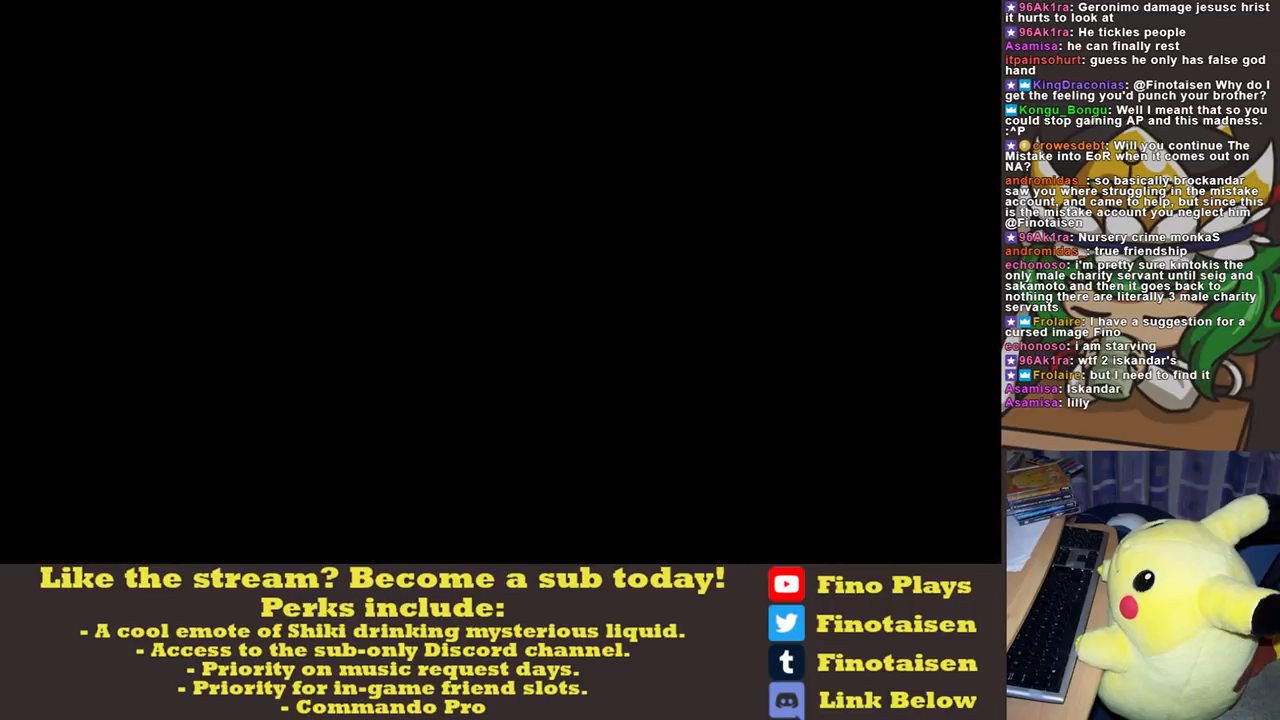 96Ak1ra: Geronimo damage jesusc hrist
it hurts to look at
96Ak1ra: He tickles people
Asamisa: he can finally rest
itpainsohurt: guess he only has false god
hand
KingDraconias: @Finotaisen Why do I
get the feeling you'd punch your brother?
Kongu_Bongu: Well I meant that so you
could stop gaining AP and this madness.
:^P
crowesdebt: Will you continue The
Mistake into EoR when it comes out on
NA?
andromidas_: so basically brockandar
saw you where struggling in the mistake
account, and came to help, but since this
is the mistake account you neglect him
@Finotaisen
96Ak1ra: Nursery crime monkaS
andromidas_: true friendship
echonoso: i'm pretty sure kintokis the
only male charity servant until seig and
sakamoto and then it goes back to
nothing there are literally 3 male charity
servants
Frolaire: I have a suggestion for a
cursed image Fino
echonoso: i am starving
96Ak1ra: wtf 2 iskandar's
Frolaire: but I need to find it
Asamisa: Iskandar
Asamisa: lilly
Like the stream? Become a sub today!
Perks include:
- A cool emote of Shiki drinking mysterious liquid.
- Access to the sub-only Discord channel.
- Priority on music request days.
- Priority for in-game friend slots.
- Commando Pro
Fino Plays
Finotaisen
Finotaisen
Link Below